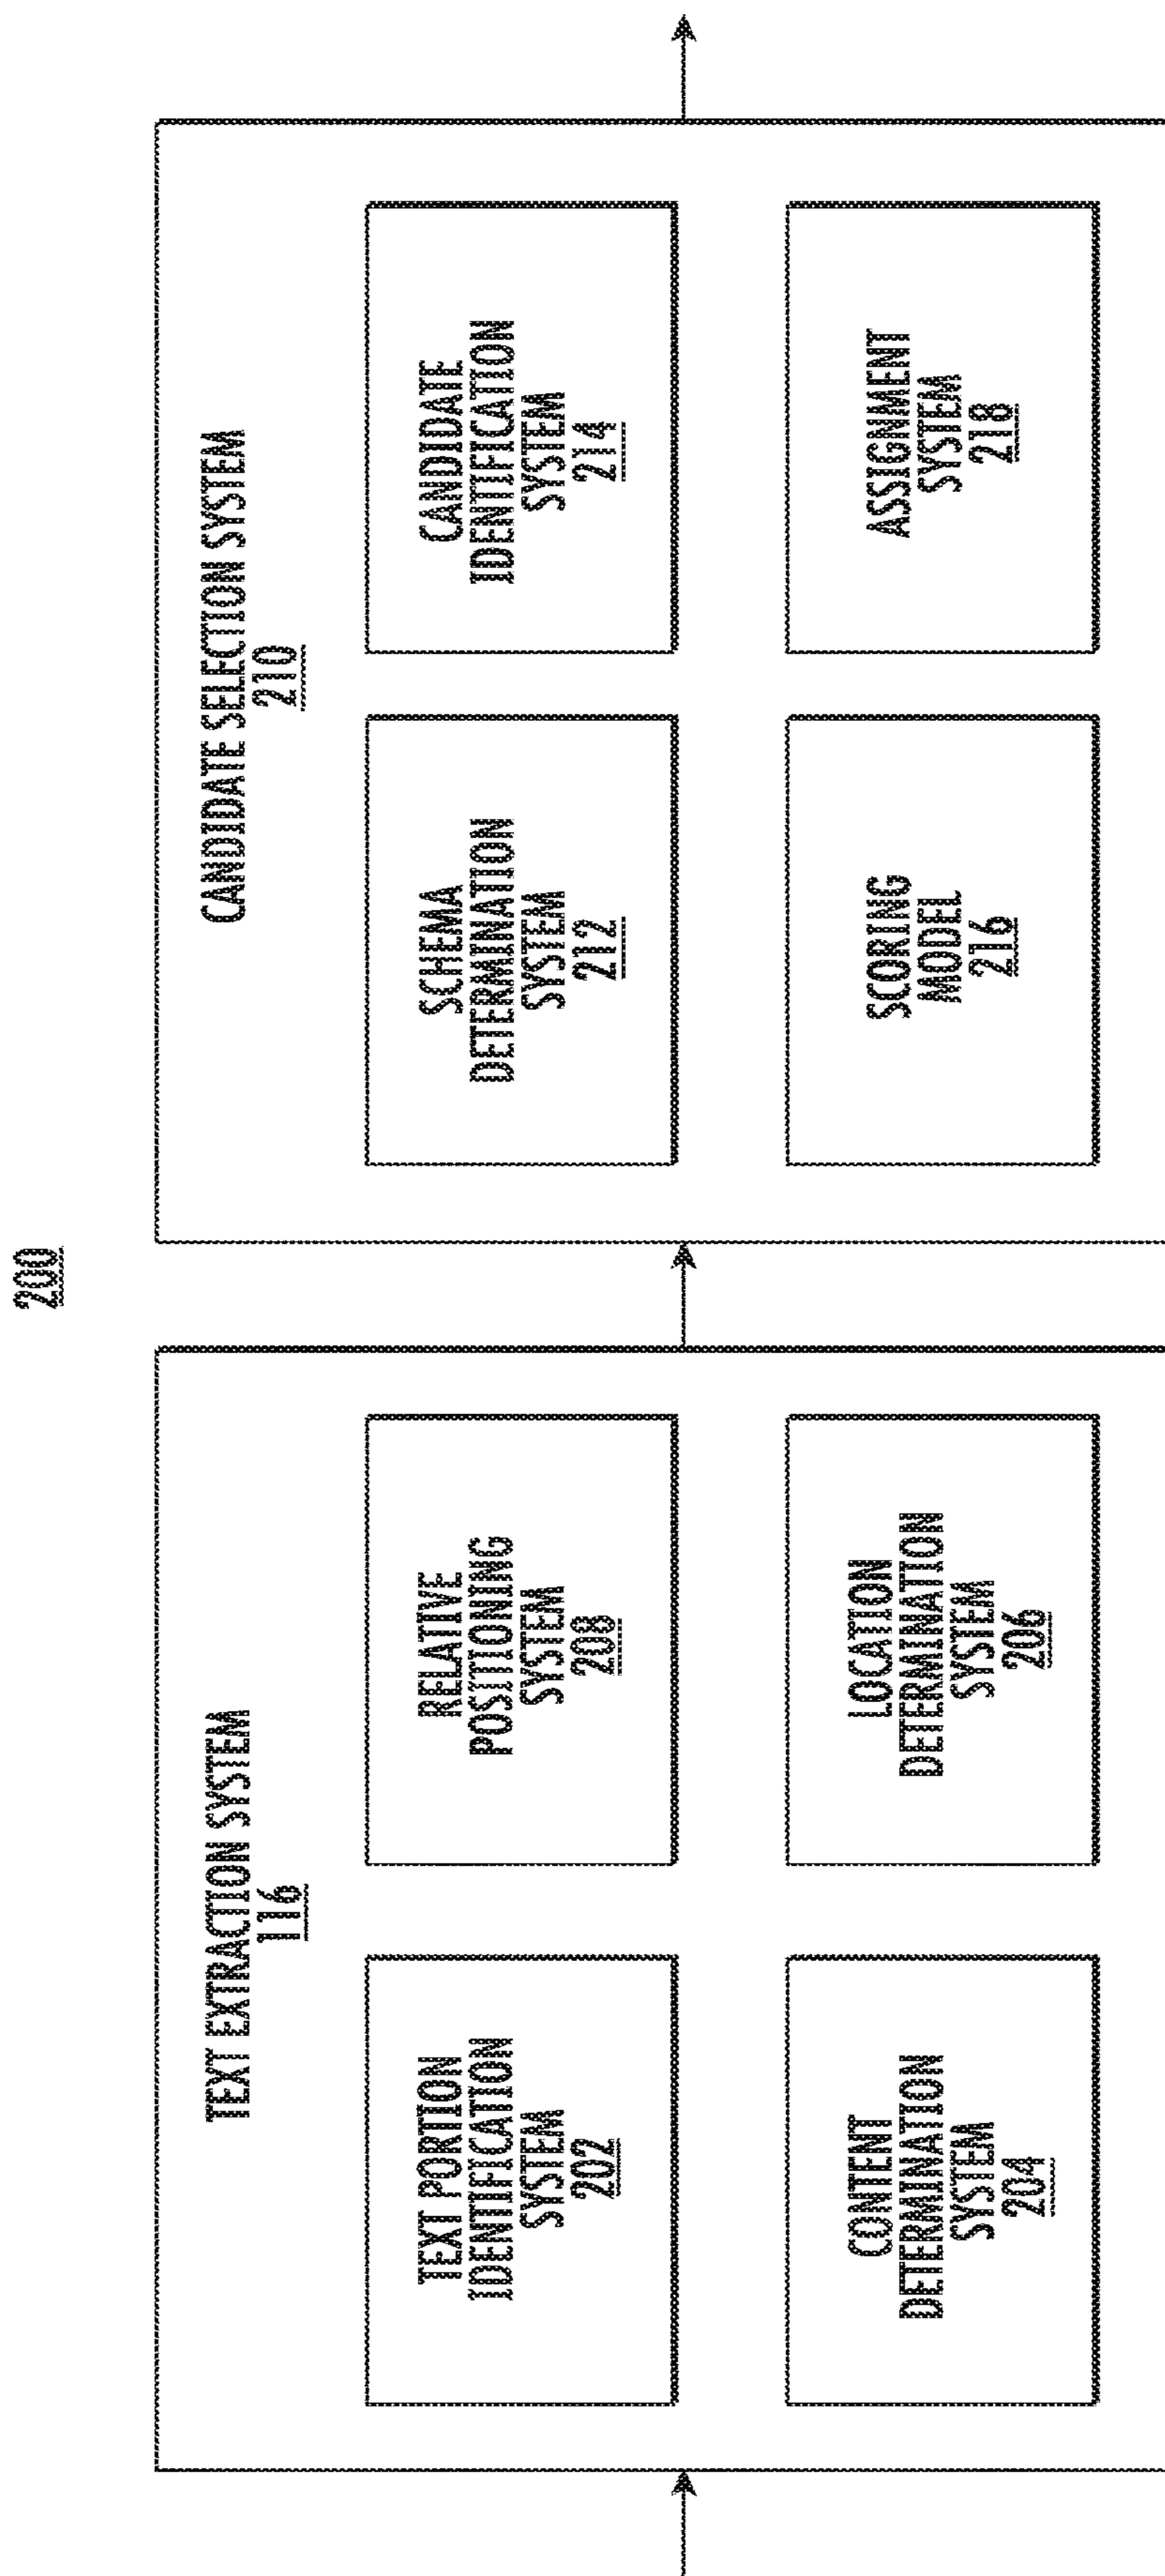 200
TEXT EXTRACTION SYSTEM
116
TEXT PORTION
IDENTIFICATION
SYSTEM
202
RELATIVE
POSITIONING
SYSTEM
208
CONTENT
DETERMINATION
SYSTEM
204
LOCATION
DETERMINATION
SYSTEM
206
CANDIDATE SELECTION SYSTEM
210
SCHEMA
DETERMINATION
SYSTEM
212
CANDIDATE
IDENTIFICATION
SYSTEM
214
SCORING
MODEL
216
ASSIGNMENT
SYSTEM
218